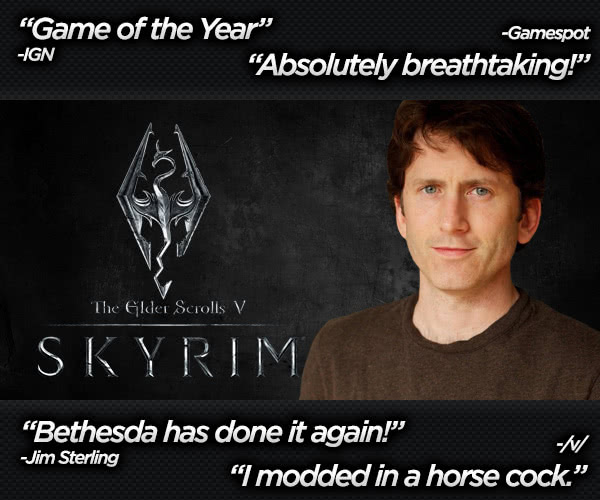 “Game of the Year”
-IGN
-Gamespot
“Absolutely breathtaking!”
The Elder Scrolls V
SKYRIM
“Bethesda has done it again!”
-Jim Sterling
-/v/
“I modded in a horse cock.”